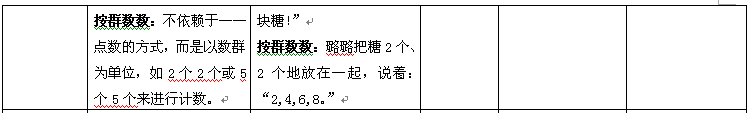 按群数数：不依赖于一一
点数的方式，而是以数群
为单位，如2个2个或5
个5个来进行计数。
块糖！”
按群数数：璐璐把糖2个、
2个地放在一起，说着：
“2,4,6,8。”